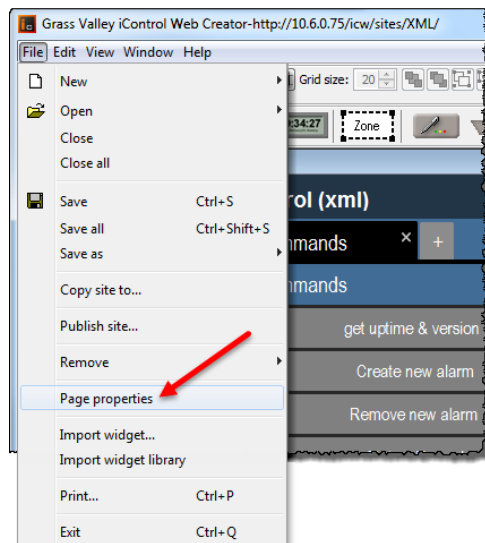 Grass Valley iControl Web Creator-http://10.6.0.75/icw/sites/XML/
File Edit View Window Help
New
Grid size: 20
Open
:34:27
Zone
Close
Close all
Save Ctrl+S
rol (xml)
Save all Ctrl+Shift+S
mmands × +
Save as
Copy site to...
mmands
Publish site...
get uptime & version
Remove
Create new alarm
Page properties
Remove new alarm
Import widget...
Import widget library
Print... Ctrl+P
Exit Ctrl+Q